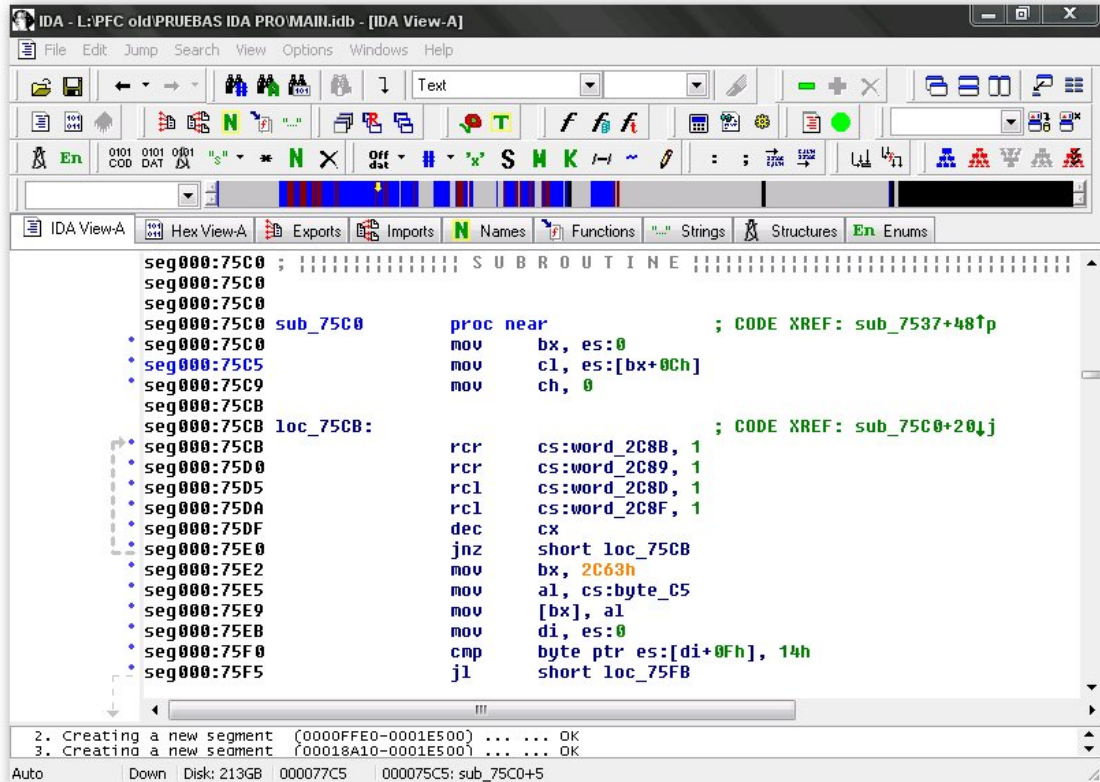 IDA - L:\PFC old\PRUEBAS IDA PRO\MAIN.idb - [IDA View-A]
File Edit Jump Search View Options Windows Help
Text
En
IDA View-A Hex View-A Exports Imports N Names Functions "..." Strings Structures En Enums
seg000:75C0 ; ¦¦¦¦¦¦¦¦¦¦¦¦¦¦¦ S U B R O U T I N E ¦¦¦¦¦¦¦¦¦¦¦¦¦¦¦¦¦¦¦¦¦¦¦¦¦¦¦¦¦¦¦¦¦¦¦
seg000:75C0
seg000:75C0
seg000:75C0 sub_75C0 proc near ; CODE XREF: sub_7537+48↑p
seg000:75C0 mov bx, es:0
seg000:75C5 mov cl, es:[bx+0Ch]
seg000:75C9 mov ch, 0
seg000:75CB
seg000:75CB loc_75CB: ; CODE XREF: sub_75C0+20↓j
seg000:75CB rcr cs:word_2C8B, 1
seg000:75D0 rcr cs:word_2C89, 1
seg000:75D5 rcl cs:word_2C8D, 1
seg000:75DA rcl cs:word_2C8F, 1
seg000:75DF dec cx
seg000:75E0 jnz short loc_75CB
seg000:75E2 mov bx, 2C63h
seg000:75E5 mov al, cs:byte_C5
seg000:75E9 mov [bx], al
seg000:75EB mov di, es:0
seg000:75F0 cmp byte ptr es:[di+0Fh], 14h
seg000:75F5 jl short loc_75FB
2. Creating a new segment (0000FFE0-0001E500) ... ... OK
3. Creating a new segment (00018A10-0001E500) ... ... OK
Auto Down Disk: 213GB 000077C5 000075C5: sub_75C0+5